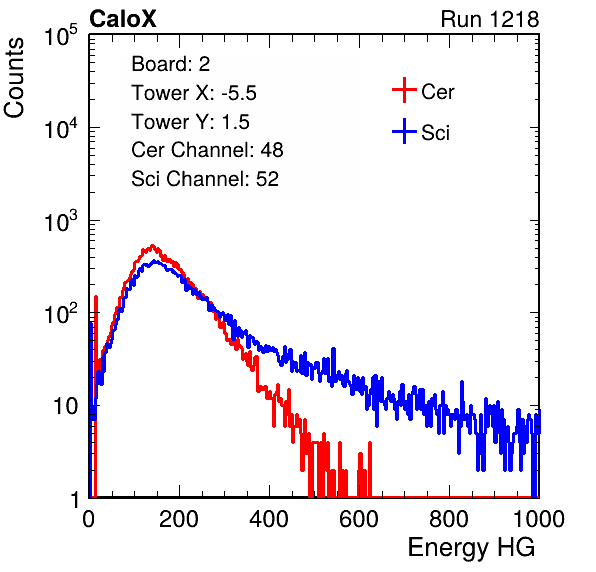 CaloX Run 1218
Counts
10^5
10^4
10^3
10^2
10
1
Board: 2
Tower X: -5.5
Tower Y: 1.5
Cer Channel: 48
Sci Channel: 52
Cer
Sci
0 200 400 600 800 1000
Energy HG